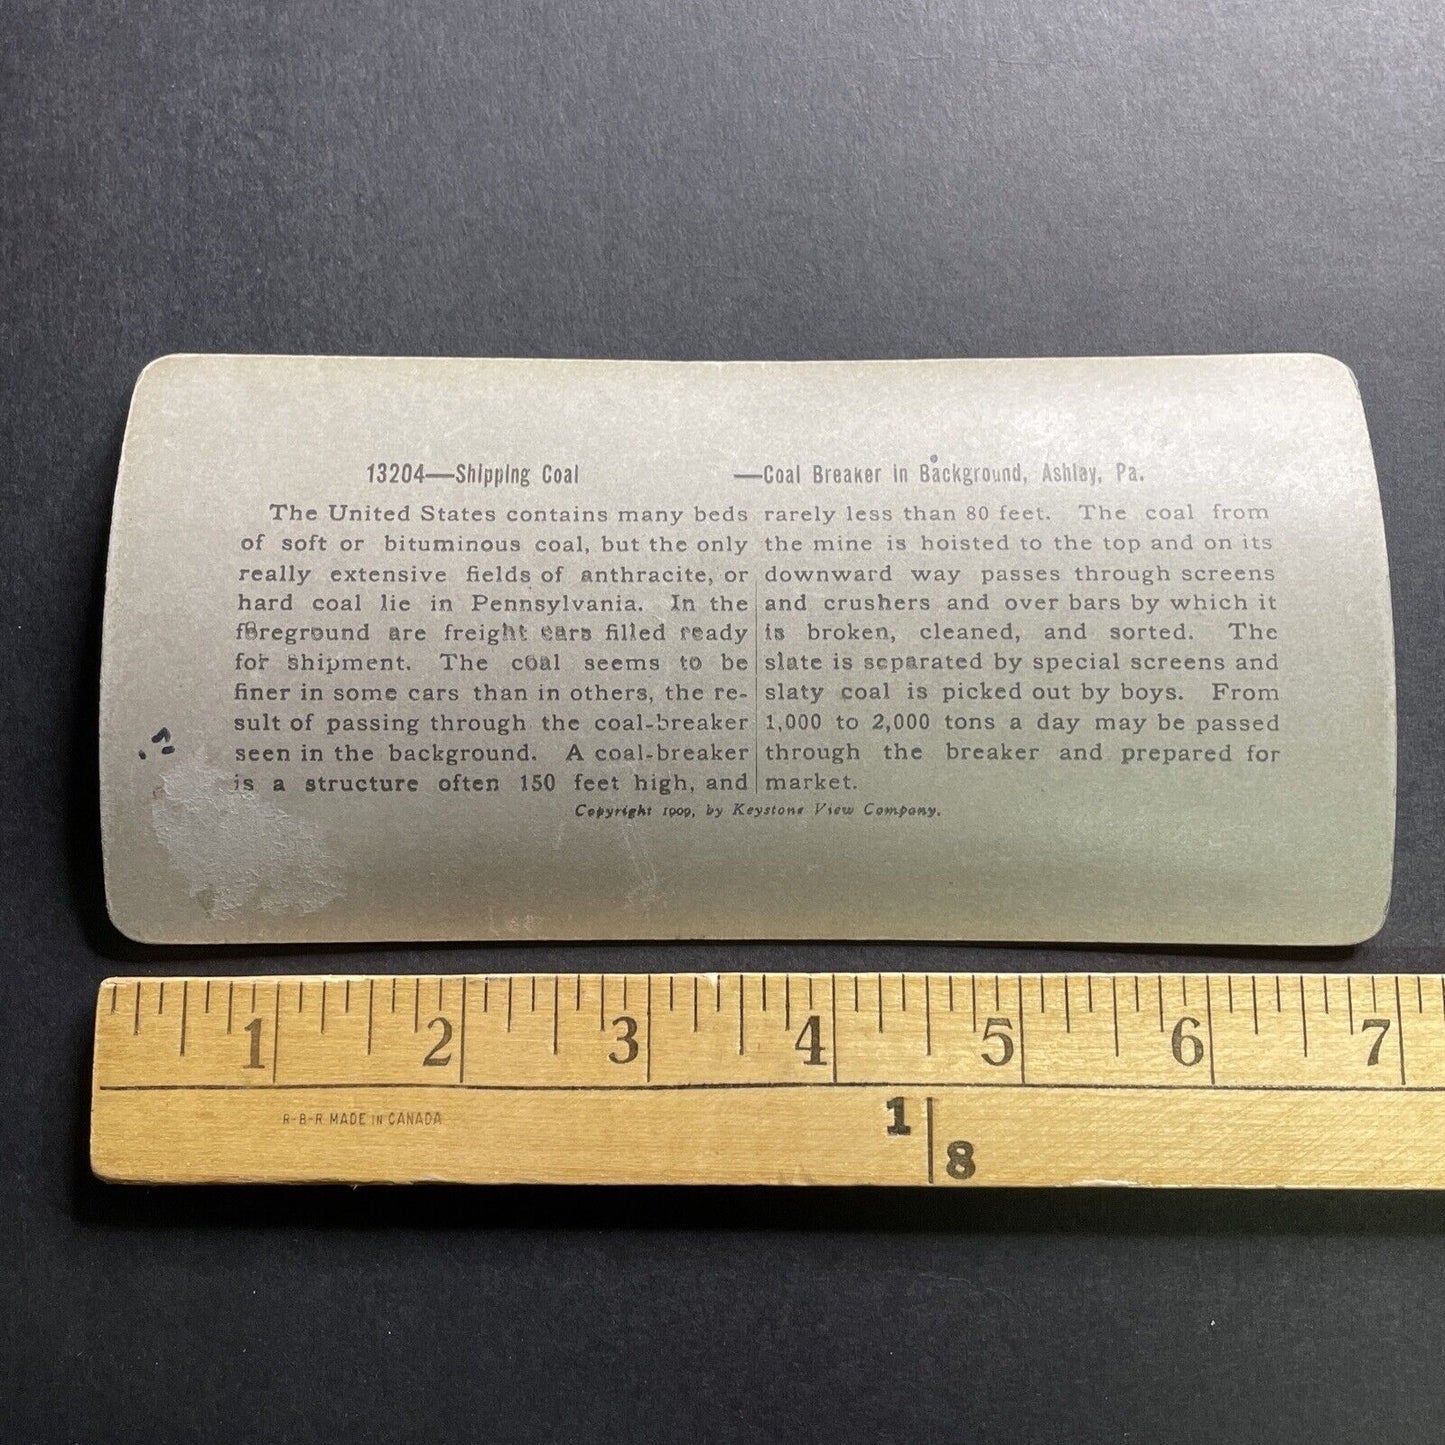 13204—Shipping Coal —Coal Breaker in Background, Ashley, Pa.
The United States contains many beds
of soft or bituminous coal, but the only
really extensive fields of anthracite, or
hard coal lie in Pennsylvania. In the
foreground are freight cars filled ready
for shipment. The coal seems to be
finer in some cars than in others, the re-
sult of passing through the coal-breaker
seen in the background. A coal-breaker
is a structure often 150 feet high, and
rarely less than 80 feet. The coal from
the mine is hoisted to the top and on its
downward way passes through screens
and crushers and over bars by which it
is broken, cleaned, and sorted. The
slate is separated by special screens and
slaty coal is picked out by boys. From
1,000 to 2,000 tons a day may be passed
through the breaker and prepared for
market.
Copyright 1909, by Keystone View Company.
1 2 3 4 5 6 7
R-B-R MADE IN CANADA
1 8